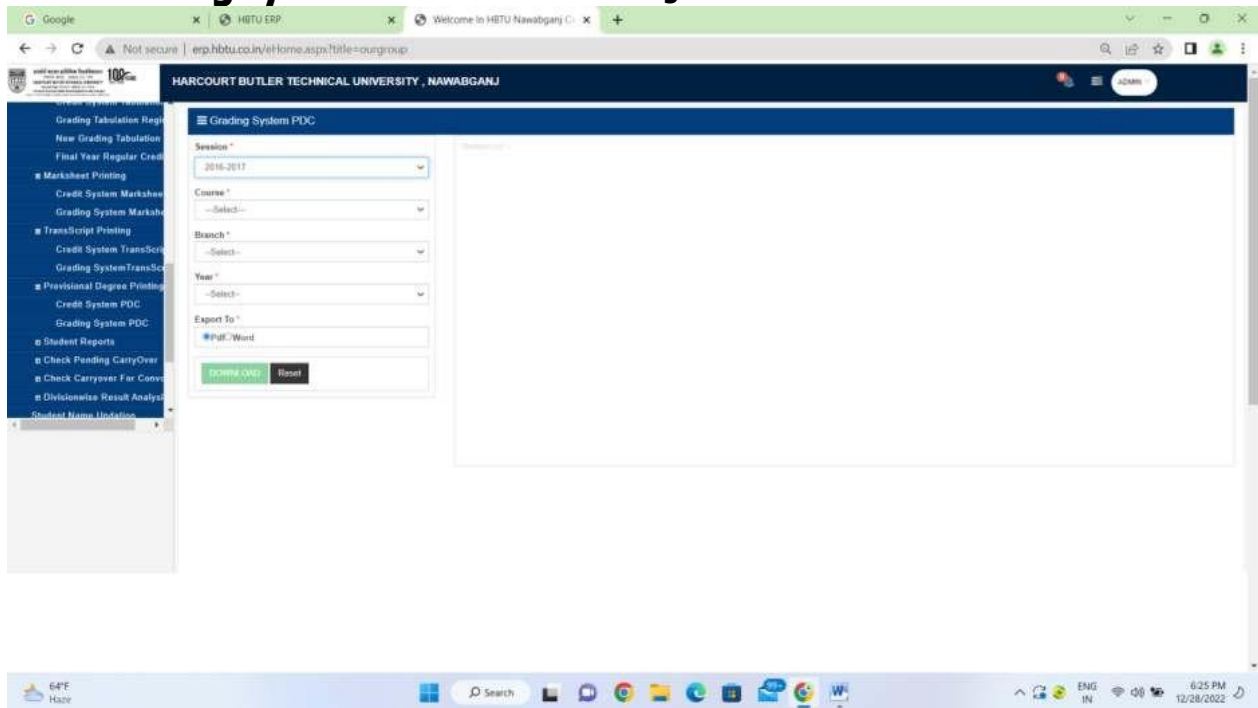 Google
HBTU ERP
Welcome In HBTU Nawabganj C
Not secure | erp.hbtu.co.in/eHome.aspx?title=ourgroup
100
HARCOURT BUTLER TECHNICAL UNIVERSITY , NAWABGANJ
ADMIN
Grading Tabulation Regi
New Grading Tabulation
Final Year Regular Credi
Marksheet Printing
Credit System Markshee
Grading System Markshe
TransScript Printing
Credit System TransScrip
Grading SystemTransScr
Provisional Degree Printing
Credit System PDC
Grading System PDC
Student Reports
Check Pending CarryOver
Check Carryover For Convo
Divisionwise Result Analysi
Student Name Updation
Grading System PDC
Session *
2016-2017
Course *
---Select---
Branch *
--Select--
Year *
--Select--
Export To *
Pdf Word
DOWNLOAD Reset
64°F
Haze
Search
99+
ENG
IN
6:25 PM
12/28/2022